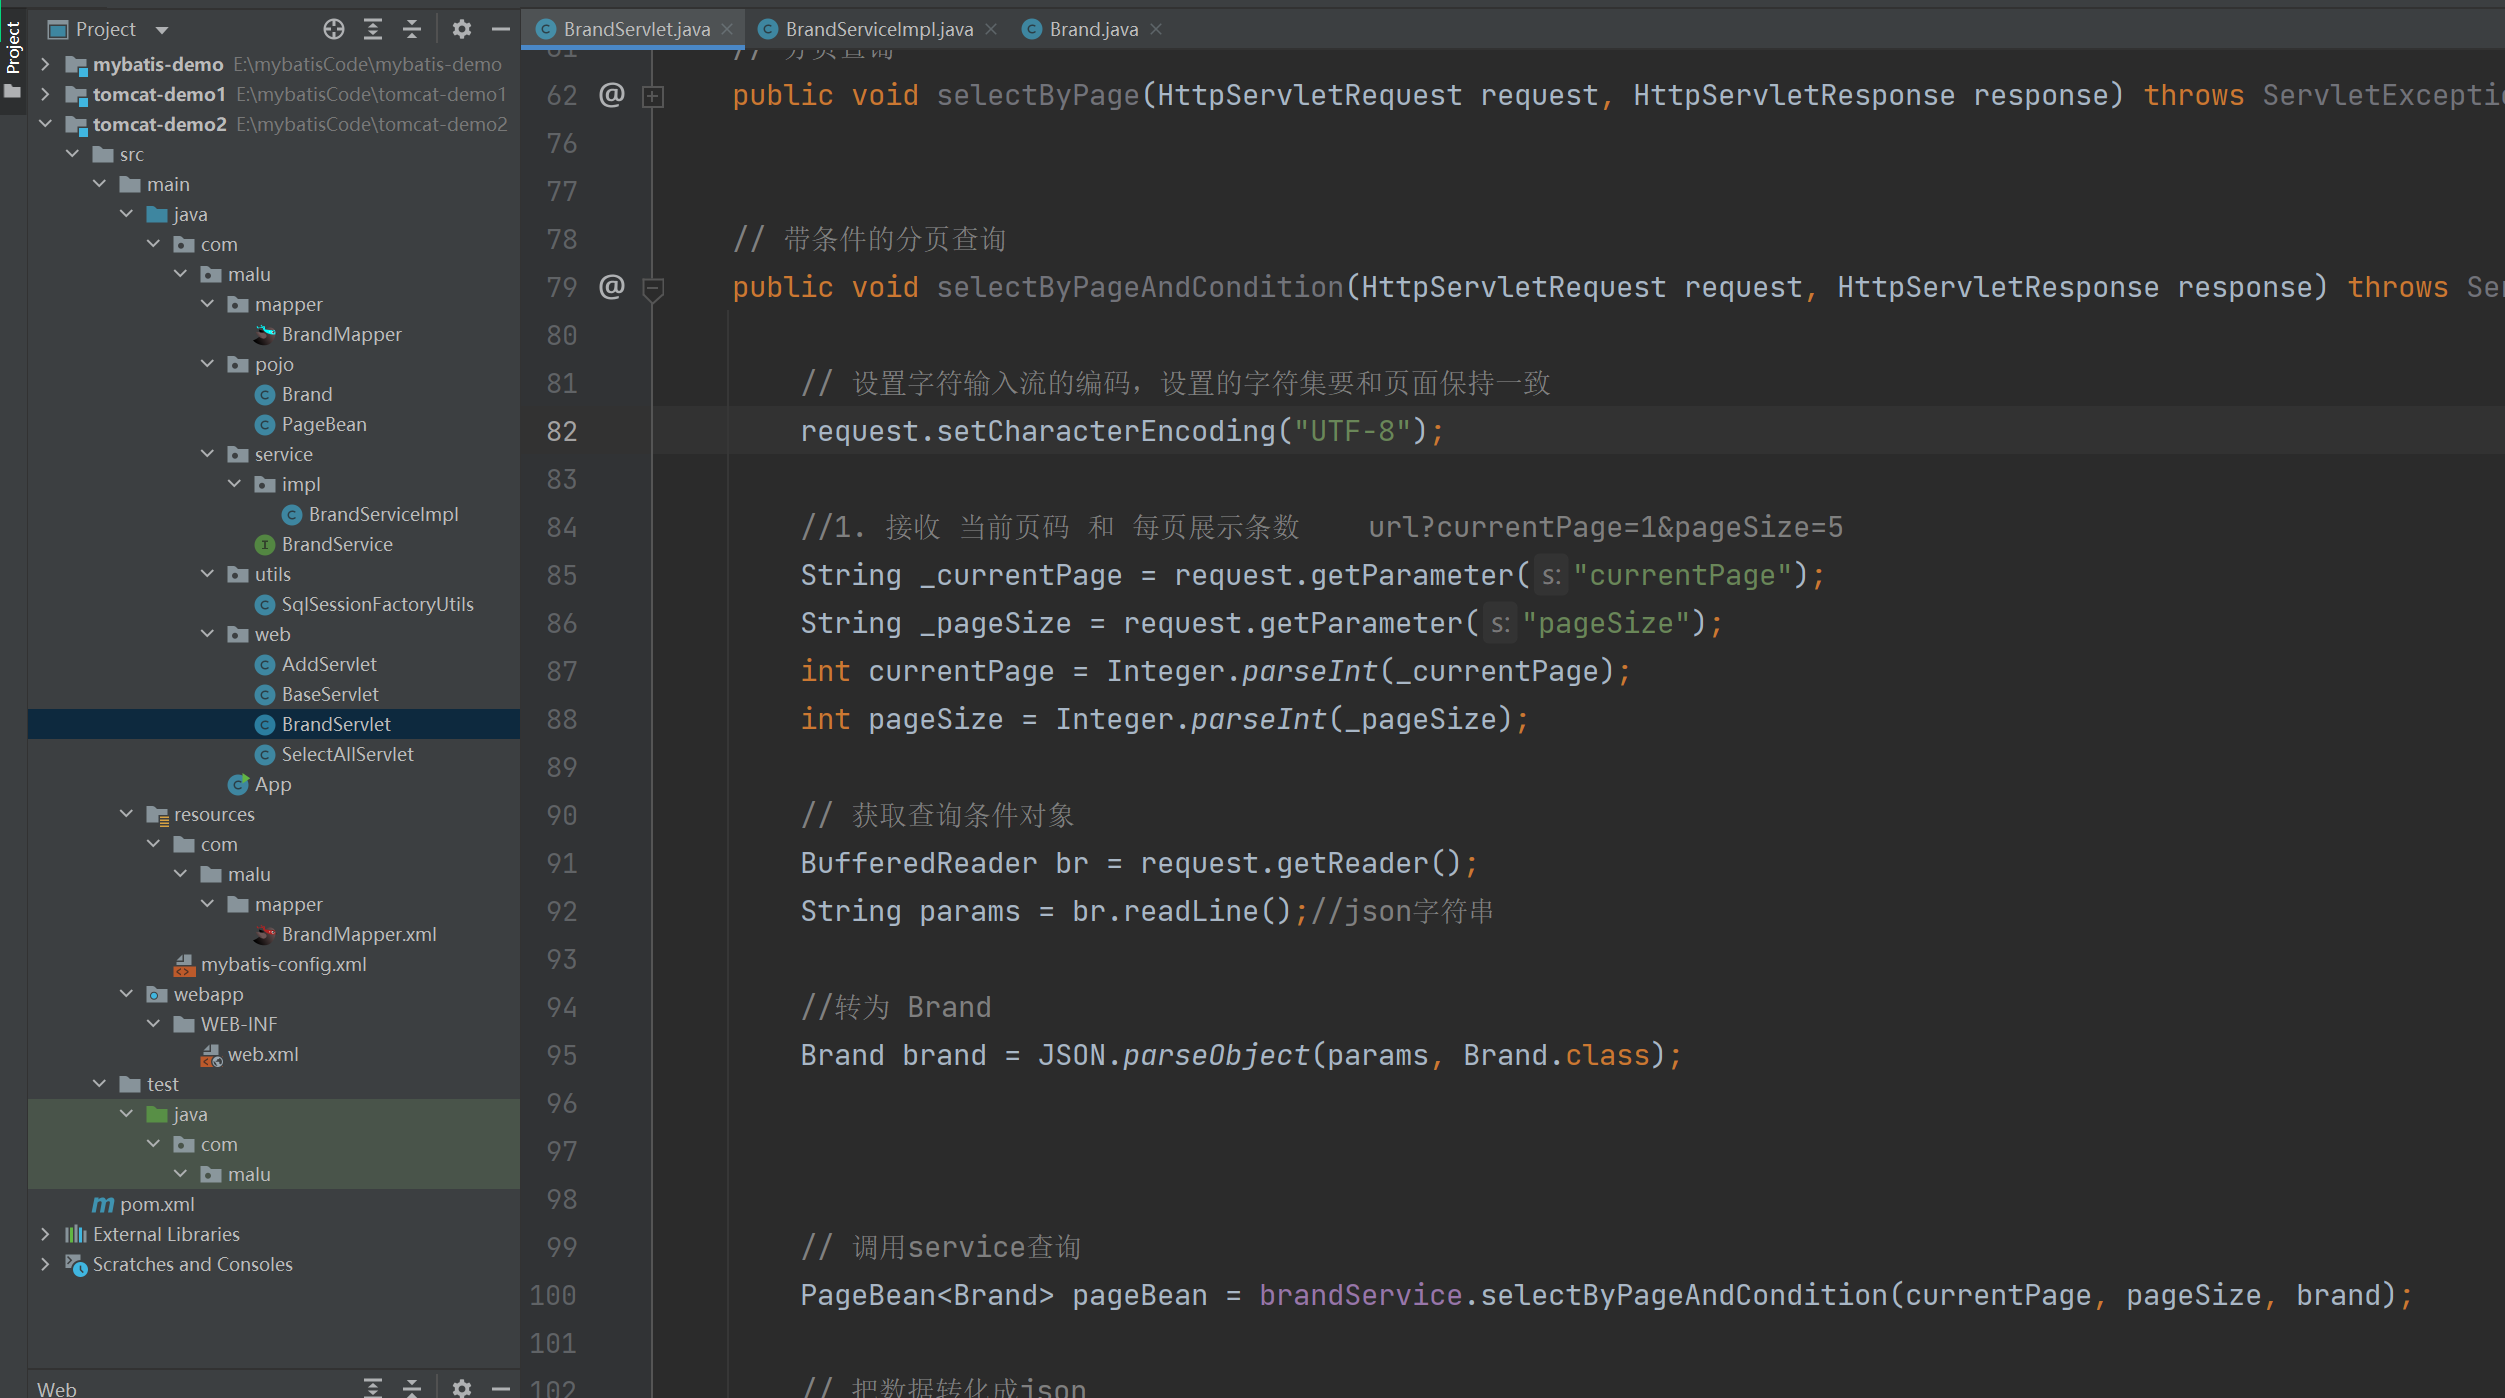 Project
Project
mybatis-demo E:\mybatisCode\mybatis-demo
tomcat-demo1 E:\mybatisCode\tomcat-demo1
tomcat-demo2 E:\mybatisCode\tomcat-demo2
src
main
java
com
malu
mapper
BrandMapper
pojo
Brand
PageBean
service
impl
BrandServiceImpl
BrandService
utils
SqlSessionFactoryUtils
web
AddServlet
BaseServlet
BrandServlet
SelectAllServlet
App
resources
com
malu
mapper
BrandMapper.xml
mybatis-config.xml
webapp
WEB-INF
web.xml
test
java
com
malu
pom.xml
External Libraries
Scratches and Consoles
Web
BrandServlet.java
BrandServiceImpl.java
Brand.java
61 // 分页查询
62 @ public void selectByPage(HttpServletRequest request, HttpServletResponse response) throws ServletExcepti
76
77
78 // 带条件的分页查询
79 @ public void selectByPageAndCondition(HttpServletRequest request, HttpServletResponse response) throws Ser
80
81 // 设置字符输入流的编码，设置的字符集要和页面保持一致
82 request.setCharacterEncoding("UTF-8");
83
84 //1. 接收 当前页码 和 每页展示条数    url?currentPage=1&pageSize=5
85 String _currentPage = request.getParameter( s: "currentPage");
86 String _pageSize = request.getParameter( s: "pageSize");
87 int currentPage = Integer.parseInt(_currentPage);
88 int pageSize = Integer.parseInt(_pageSize);
89
90 // 获取查询条件对象
91 BufferedReader br = request.getReader();
92 String params = br.readLine();//json字符串
93
94 //转为 Brand
95 Brand brand = JSON.parseObject(params, Brand.class);
96
97
98
99 // 调用service查询
100 PageBean<Brand> pageBean = brandService.selectByPageAndCondition(currentPage, pageSize, brand);
101
102 // 把数据转化成json